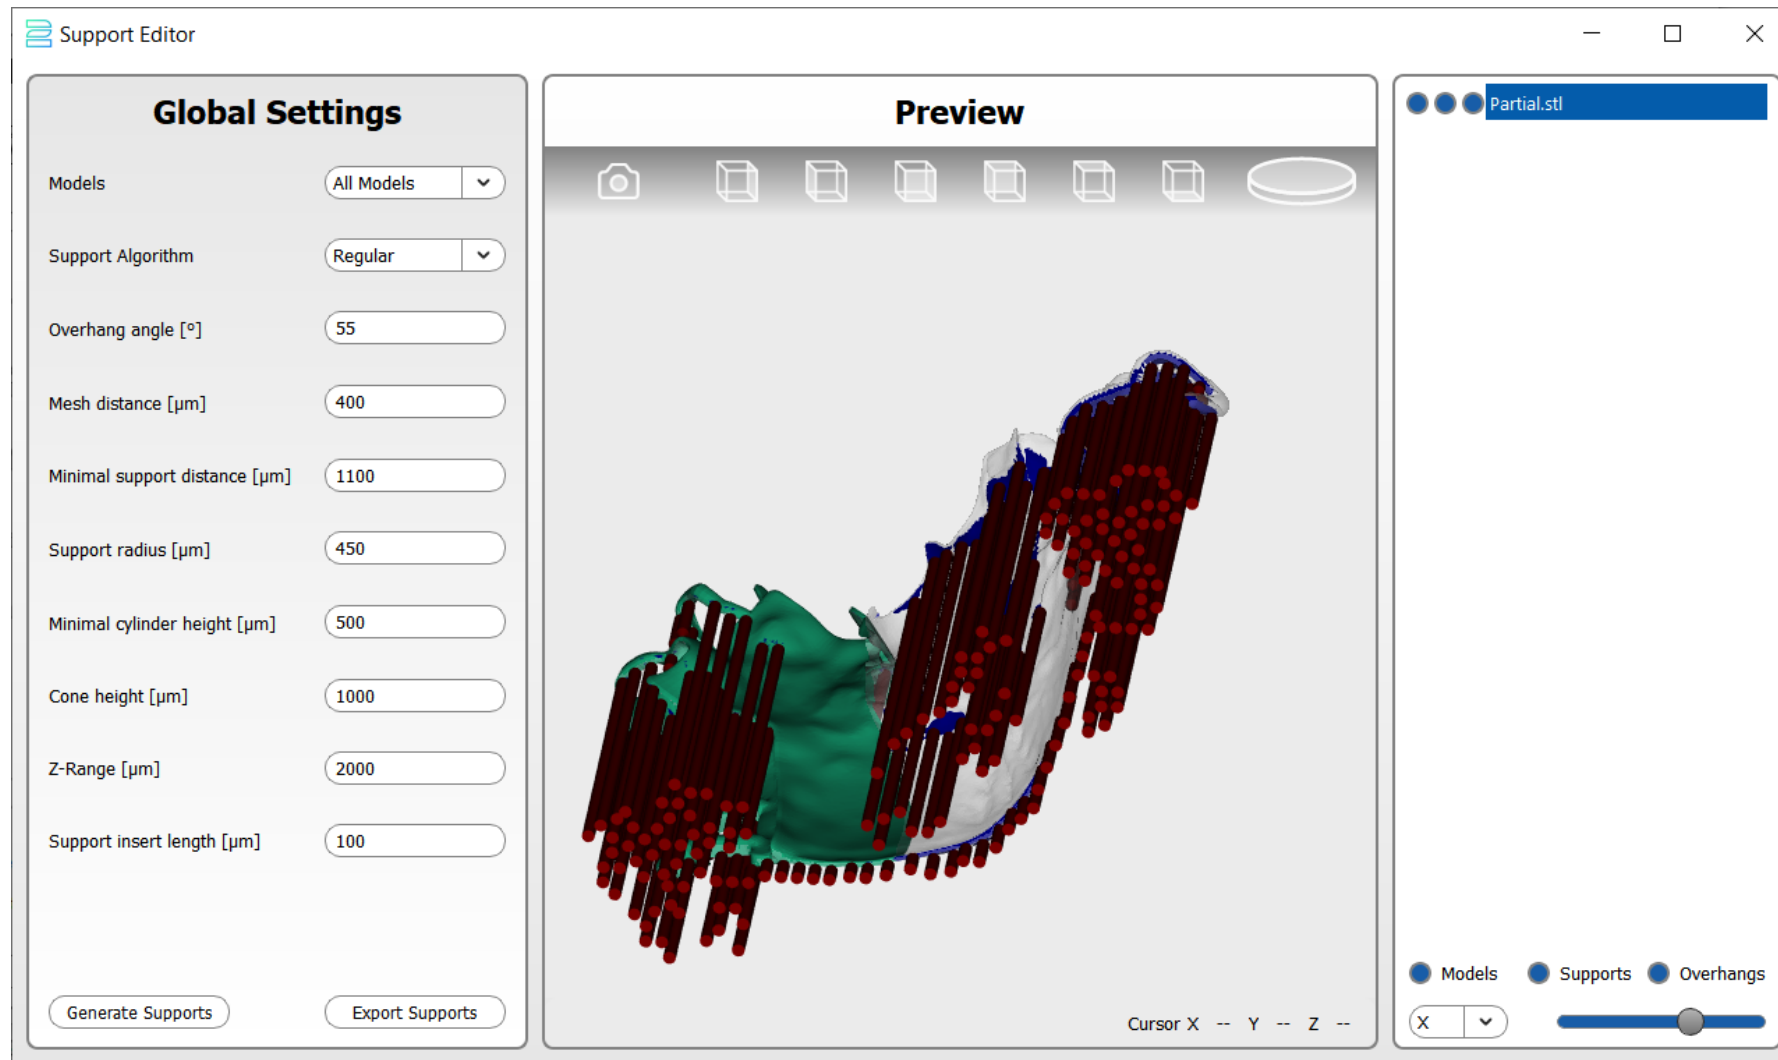 Support Editor
Global Settings
Models
All Models
Support Algorithm
Regular
Overhang angle [°]
55
Mesh distance [µm]
400
Minimal support distance [µm]
1100
Support radius [µm]
450
Minimal cylinder height [µm]
500
Cone height [µm]
1000
Z-Range [µm]
2000
Support insert length [µm]
100
Generate Supports
Export Supports
Preview
Cursor X -- Y -- Z --
Partial.stl
Models Supports Overhangs
X